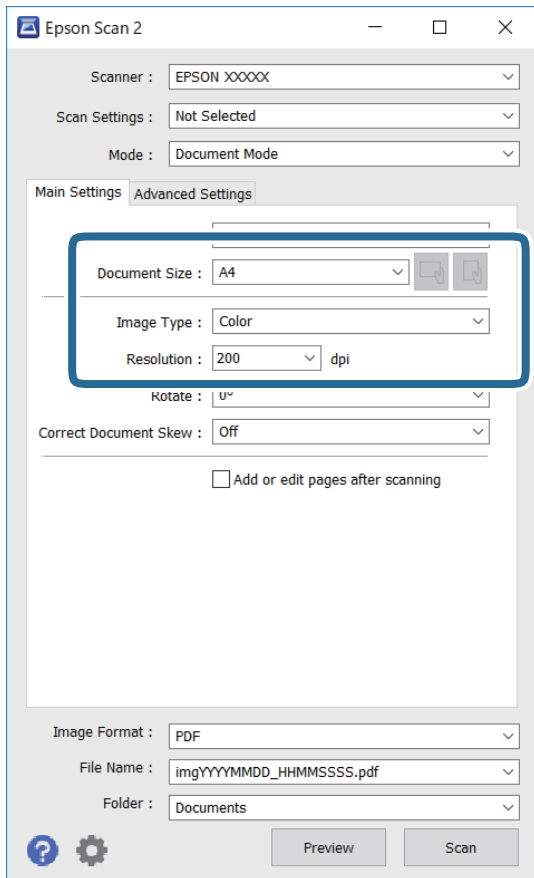 Epson Scan 2
Scanner : EPSON XXXXX
Scan Settings : Not Selected
Mode : Document Mode
Main Settings Advanced Settings
Document Size : A4
Image Type : Color
Resolution : 200 dpi
Rotate : 0º
Correct Document Skew : Off
Add or edit pages after scanning
Image Format : PDF
File Name : imgYYYYMMDD_HHMMSSSS.pdf
Folder : Documents
? Preview Scan